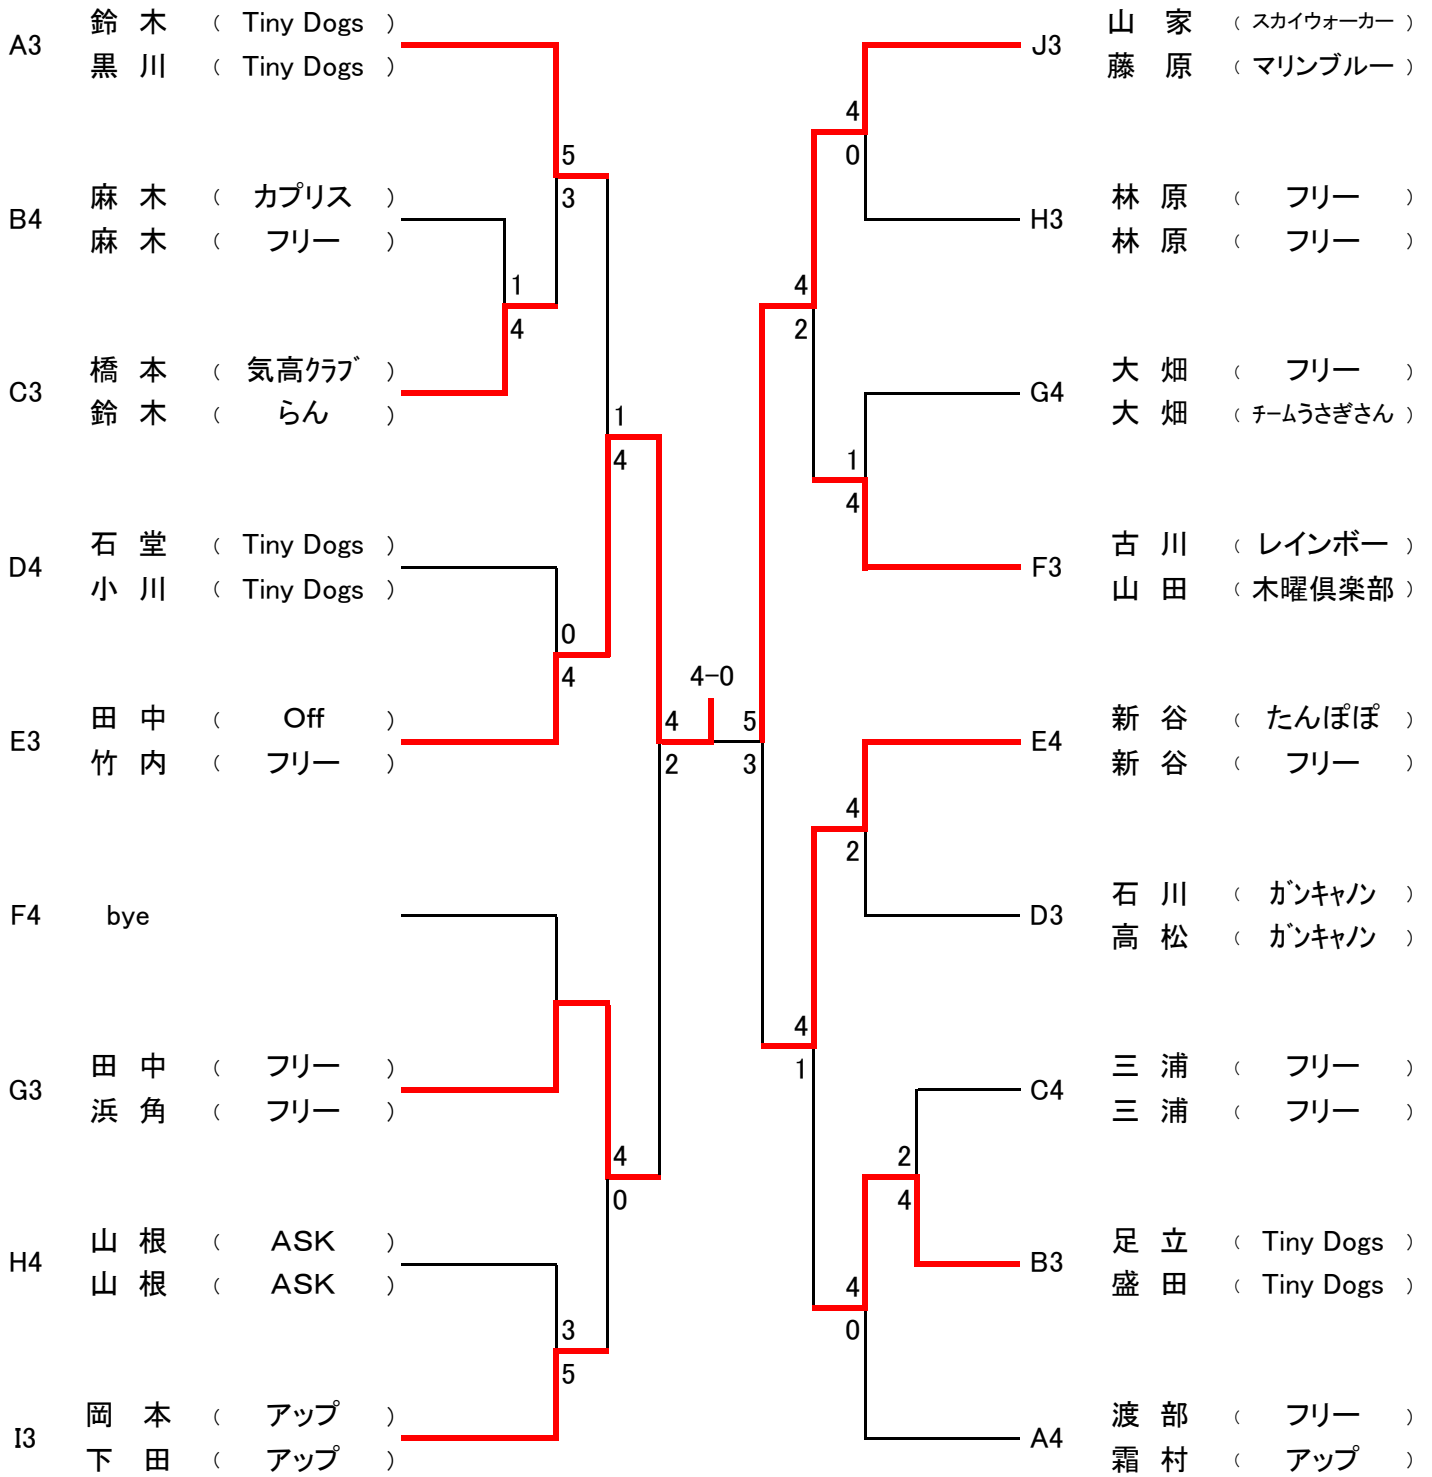 A3
鈴 木 ( Tiny Dogs )
黒 川 ( Tiny Dogs )
5
3
B4
麻 木 ( カプリス )
麻 木 ( フリー )
1
4
C3
橋 本 ( 気高ｸﾗﾌﾞ )
鈴 木 ( らん )
1
4
D4
石 堂 ( Tiny Dogs )
小 川 ( Tiny Dogs )
0
4
E3
田 中 ( Off )
竹 内 ( フリー )
4
2
F4 bye
G3
田 中 ( フリー )
浜 角 ( フリー )
4
0
H4
山 根 ( ASK )
山 根 ( ASK )
3
5
I3
岡 本 ( アップ )
下 田 ( アップ )
4-0
J3
山 家 ( スカイウォーカー )
藤 原 ( マリンブルー )
4
0
H3
林 原 ( フリー )
林 原 ( フリー )
4
2
G4
大 畑 ( フリー )
大 畑 ( ﾁｰﾑうさぎさん )
1
4
F3
古 川 ( レインボー )
山 田 ( 木曜倶楽部 )
5
3
E4
新 谷 ( たんぽぽ )
新 谷 ( フリー )
4
2
D3
石 川 ( ｶﾞﾝｷｬﾉﾝ )
高 松 ( ｶﾞﾝｷｬﾉﾝ )
4
1
C4
三 浦 ( フリー )
三 浦 ( フリー )
2
4
B3
足 立 ( Tiny Dogs )
盛 田 ( Tiny Dogs )
4
0
A4
渡 部 ( フリー )
霜 村 ( アップ )